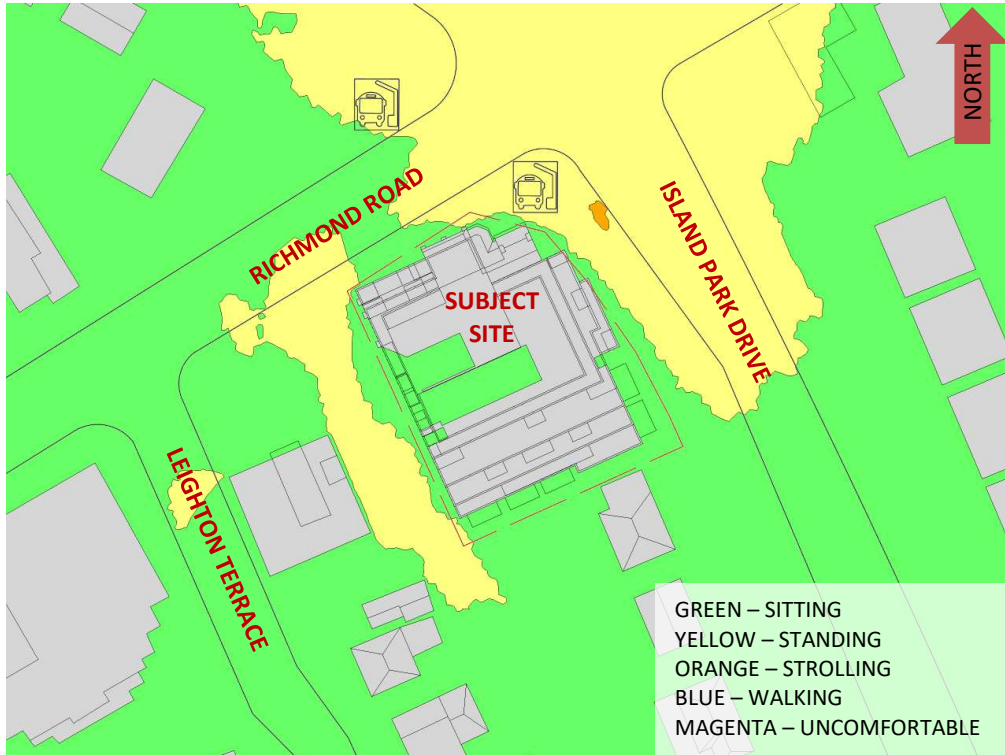 NORTH
RICHMOND ROAD
ISLAND PARK DRIVE
SUBJECT
SITE
LEIGHTON TERRACE
GREEN – SITTING
YELLOW – STANDING
ORANGE – STROLLING
BLUE – WALKING
MAGENTA – UNCOMFORTABLE